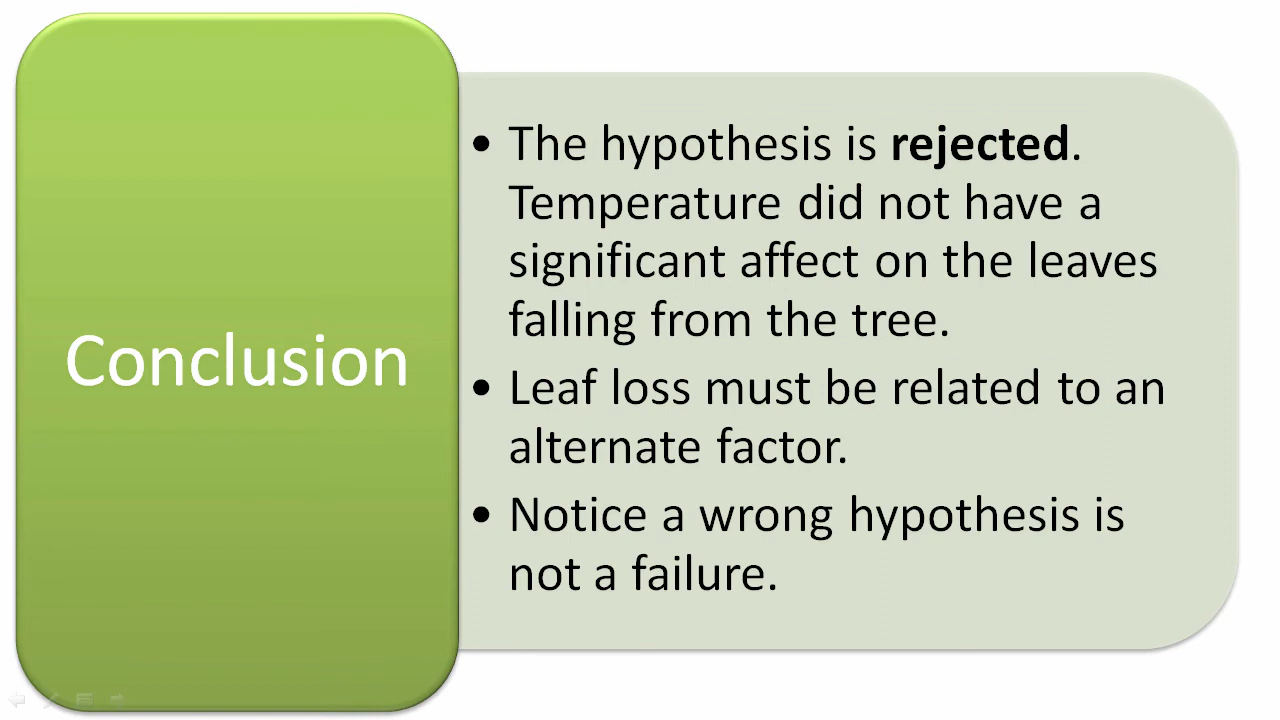 Conclusion
• The hypothesis is rejected.
Temperature did not have a
significant affect on the leaves
falling from the tree.
• Leaf loss must be related to an
alternate factor.
• Notice a wrong hypothesis is
not a failure.